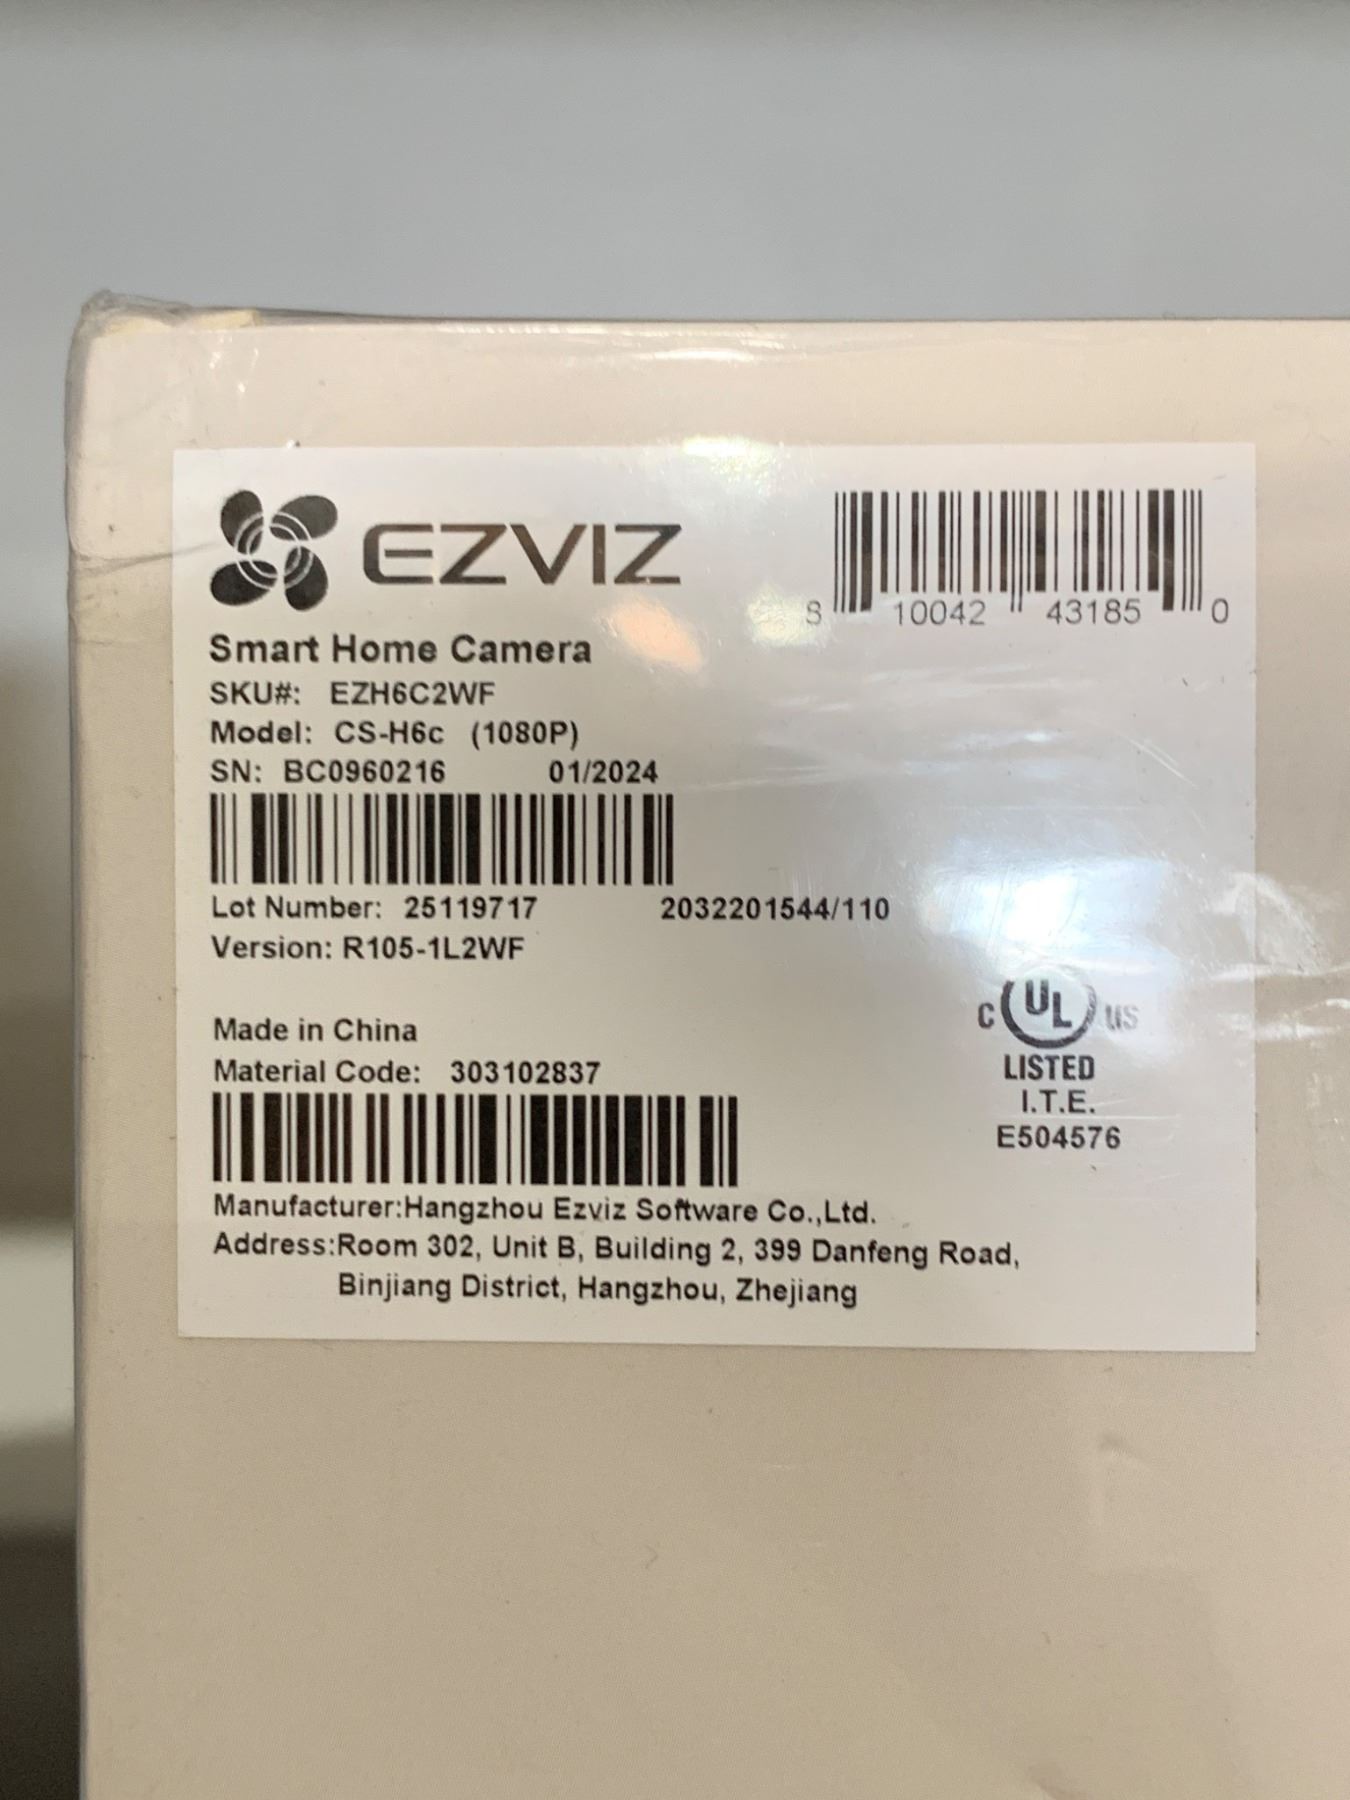 EZVIZ
8 10042 43185 0
Smart Home Camera
SKU#: EZH6C2WF
Model: CS-H6c (1080P)
SN: BC0960216 01/2024
Lot Number: 25119717 2032201544/110
Version: R105-1L2WF
Made in China
Material Code: 303102837
C UL US
LISTED
I.T.E.
E504576
Manufacturer:Hangzhou Ezviz Software Co.,Ltd.
Address:Room 302, Unit B, Building 2, 399 Danfeng Road,
Binjiang District, Hangzhou, Zhejiang